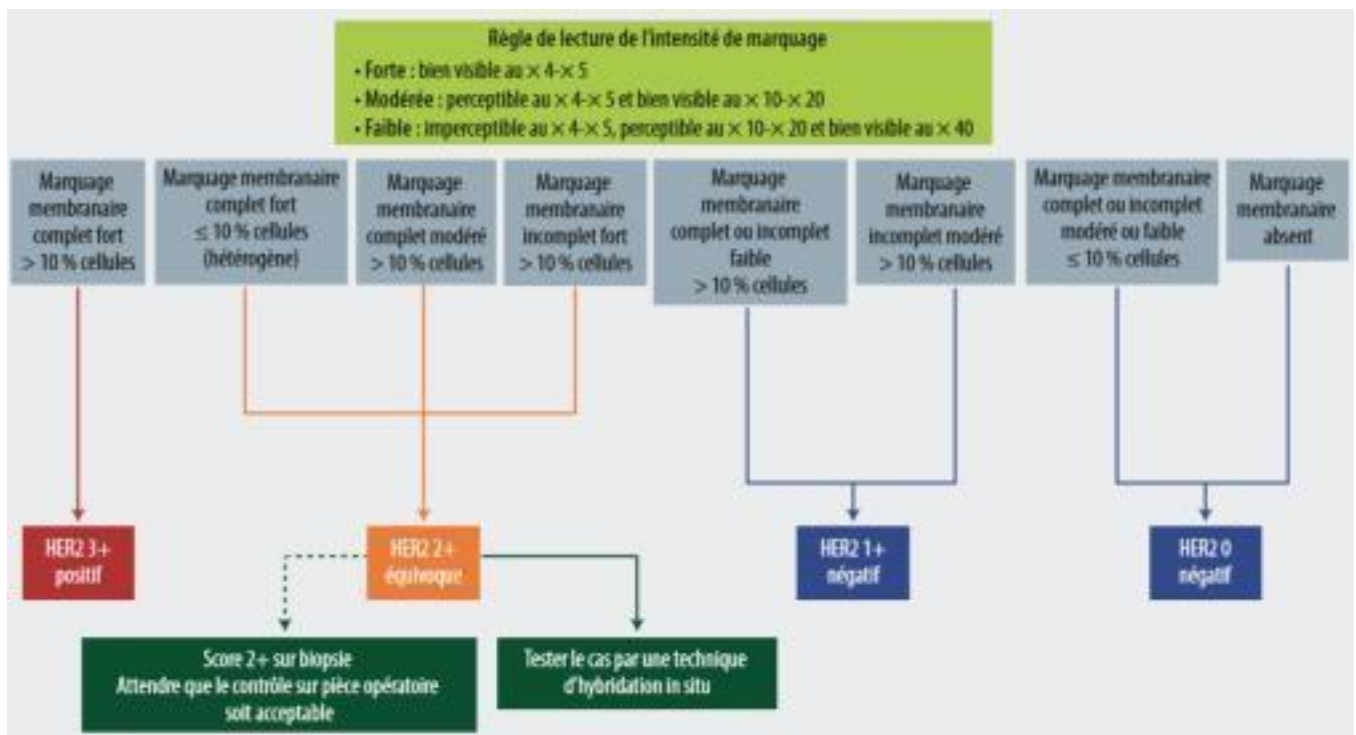 Règle de lecture de l'intensité de marquage
• Forte : bien visible au × 4-× 5
• Modérée : perceptible au × 4-× 5 et bien visible au × 10-× 20
• Faible : imperceptible au × 4-× 5, perceptible au × 10-× 20 et bien visible au × 40
Marquage
membranaire
complet fort
> 10 % cellules
Marquage membranaire
complet fort
≤ 10 % cellules
(hétérogène)
Marquage
membranaire
complet modéré
> 10 % cellules
Marquage
membranaire
incomplet fort
> 10 % cellules
Marquage
membranaire
complet ou incomplet
faible
> 10 % cellules
Marquage
membranaire
incomplet modéré
> 10 % cellules
Marquage membranaire
complet ou incomplet
modéré ou faible
≤ 10 % cellules
Marquage
membranaire
absent
HER2 3+
positif
HER2 2+
équivoque
HER2 1+
négatif
HER2 0
négatif
Score 2+ sur biopsie
Attendre que le contrôle sur pièce opératoire
soit acceptable
Tester le cas par une technique
d'hybridation in situ